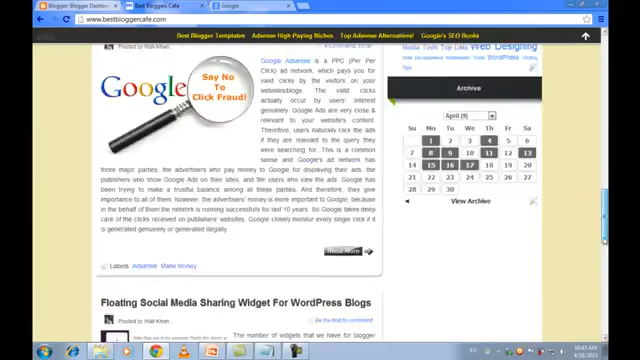 Blogger: Blogger Dashboard
Best Bloggers Cafe
Google
www.bestbloggercafe.com
Best Blogger Templates
Adsense High Paying Niches
Top Adsense Alternatives!
Google's SEO Books
Posted by Wali Khan
Google
Say No
To
Click Fraud!
Google Adsense is a PPC (Per Per
Click) ad network, which pays you for
valid clicks by the visitors on your
websites/blogs. The valid clicks
actually occur by users' interest
genuinely. Google Ads are very close &
relevant to your website's content.
Therefore, users naturally click the ads
if they are relevant to the query they
were searching for. This is a common
sense and Google's ad network has
three major parties, the advertisers who pay money to Google for displaying their ads, the
publishers who show Google Ads on their sites, and the users who view the ads. Google has
been trying to make a trustful balance among all these parties. And therefore, they give
importance to all of them, however, the advertisers' money is more important to Google, because
in the behalf of them the network is running successfully for last 10 years. So Google takes deep
care of the clicks received on publishers' websites. Google closely monitor every single click if it
is generated genuinely or generated illegally
Read More
Labels: Adsense, Make Money
Floating Social Media Sharing Widget For WordPress Blogs
Posted by Wali Khan
Be the first to comment!
The number of widgets that we have for blogger
Media Tools Top Lists Web Designing
WordPress
Tips
Archive
April (9)
Su Mo Tu We Th Fr Sa
1 2 3 4 5 6
7 8 9 10 11 12 13
14 15 16 17 18 19 20
21 22 23 24 25 26 27
28 29 30
View Archive
EN
10:43 AM
4/18/2013